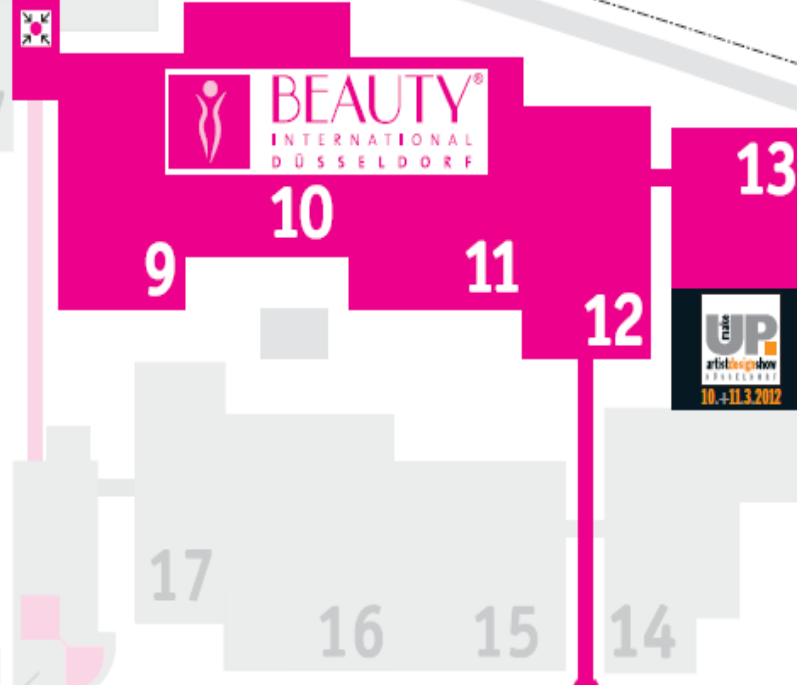 BEAUTY®
INTERNATIONAL
DÜSSELDORF
13
10
9
11
12
make
UP.
artistdesignshow
DÜSSELDORF
10.+11.3.2012
17
16
15
14